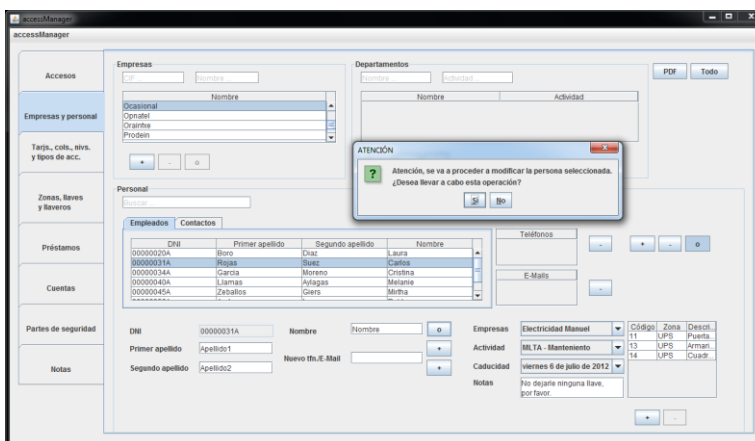 accessManager
accessManager
Accesos
Empresas y personal
Tarjs., cols., nivs.
y tipos de acc.
Zonas, llaves
y llaveros
Préstamos
Cuentas
Partes de seguridad
Notas
Empresas
CIF...
Nombre...
Nombre
Ocasional
Opnatel
Oraintxe
Prodein
+ - o
Departamentos
Nombre...
Actividad...
Nombre Actividad
PDF Todo
ATENCIÓN
Atención, se va a proceder a modificar la persona seleccionada.
¿Desea llevar a cabo esta operación?
Sí No
Personal
Buscar...
Empleados Contactos
DNI Primer apellido Segundo apellido Nombre
00000020A Boro Diaz Laura
00000031A Rojas Suez Carlos
00000034A Garcia Moreno Cristina
00000040A Llamas Aylagas Melanie
00000045A Zeballos Giers Mirtha
Teléfonos
-
E-Mails
-
+ - o
DNI 00000031A
Primer apellido Apellido1
Segundo apellido Apellido2
Nombre Nombre o
+
Nuevo tfn./E-Mail +
Empresas Electricidad Manuel
Actividad MLTA - Manteniento
Caducidad viernes 6 de julio de 2012
Notas No dejarle ninguna llave,
por favor.
Código Zona Descri...
11 UPS Puerta...
13 UPS Armari...
14 UPS Cuadr...
+ -